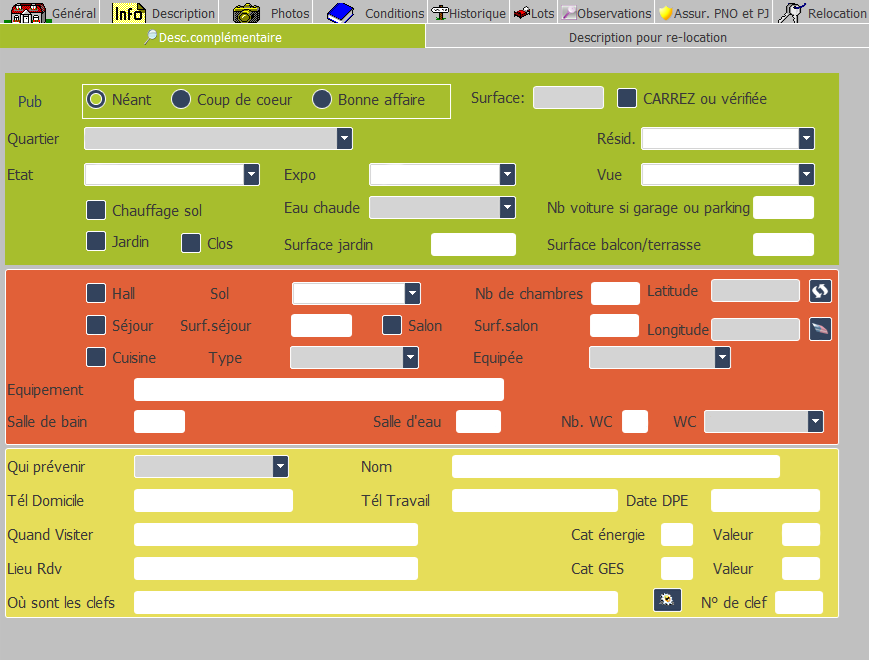 Général Info Description Photos Conditions Historique Lots Observations Assur. PNO et PJ Relocation
Desc.complémentaire Description pour re-location
Pub Néant Coup de coeur Bonne affaire Surface: CARREZ ou vérifiée
Quartier Résid.
Etat Expo Vue
Chauffage sol Eau chaude Nb voiture si garage ou parking
Jardin Clos Surface jardin Surface balcon/terrasse
Hall Sol Nb de chambres Latitude
Séjour Surf.séjour Salon Surf.salon Longitude
Cuisine Type Equipée
Equipement
Salle de bain Salle d'eau Nb. WC WC
Qui prévenir Nom
Tél Domicile Tél Travail Date DPE
Quand Visiter Cat énergie Valeur
Lieu Rdv Cat GES Valeur
Où sont les clefs N° de clef